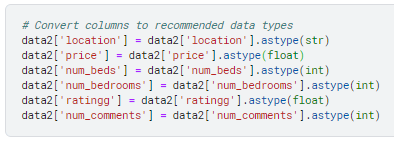 # Convert columns to recommended data types
data2['location'] = data2['location'].astype(str)
data2['price'] = data2['price'].astype(float)
data2['num_beds'] = data2['num_beds'].astype(int)
data2['num_bedrooms'] = data2['num_bedrooms'].astype(int)
data2['ratingg'] = data2['ratingg'].astype(float)
data2['num_comments'] = data2['num_comments'].astype(int)